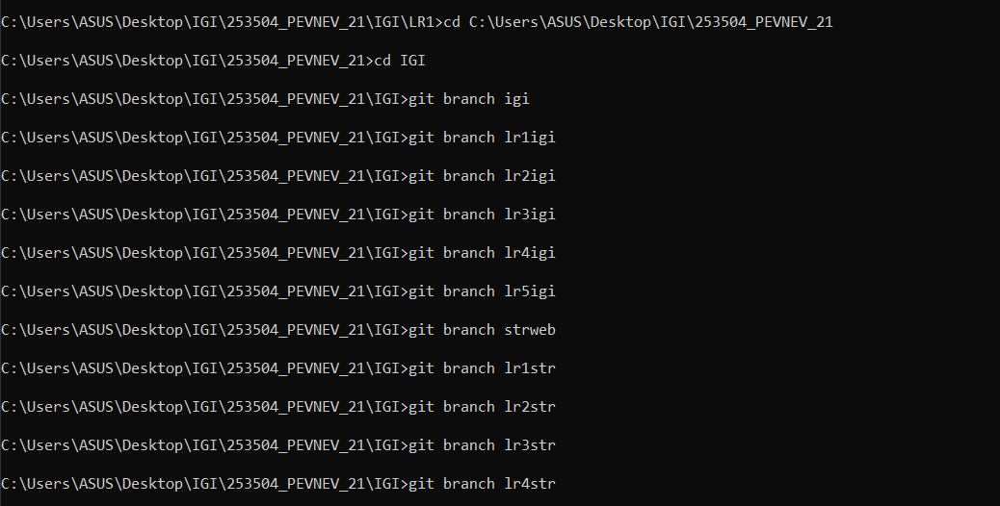 C:\Users\ASUS\Desktop\IGI\253504_PEVNEV_21\IGI\LR1>cd C:\Users\ASUS\Desktop\IGI\253504_PEVNEV_21
C:\Users\ASUS\Desktop\IGI\253504_PEVNEV_21>cd IGI
C:\Users\ASUS\Desktop\IGI\253504_PEVNEV_21\IGI>git branch igi
C:\Users\ASUS\Desktop\IGI\253504_PEVNEV_21\IGI>git branch lr1igi
C:\Users\ASUS\Desktop\IGI\253504_PEVNEV_21\IGI>git branch lr2igi
C:\Users\ASUS\Desktop\IGI\253504_PEVNEV_21\IGI>git branch lr3igi
C:\Users\ASUS\Desktop\IGI\253504_PEVNEV_21\IGI>git branch lr4igi
C:\Users\ASUS\Desktop\IGI\253504_PEVNEV_21\IGI>git branch lr5igi
C:\Users\ASUS\Desktop\IGI\253504_PEVNEV_21\IGI>git branch strweb
C:\Users\ASUS\Desktop\IGI\253504_PEVNEV_21\IGI>git branch lr1str
C:\Users\ASUS\Desktop\IGI\253504_PEVNEV_21\IGI>git branch lr2str
C:\Users\ASUS\Desktop\IGI\253504_PEVNEV_21\IGI>git branch lr3str
C:\Users\ASUS\Desktop\IGI\253504_PEVNEV_21\IGI>git branch lr4str